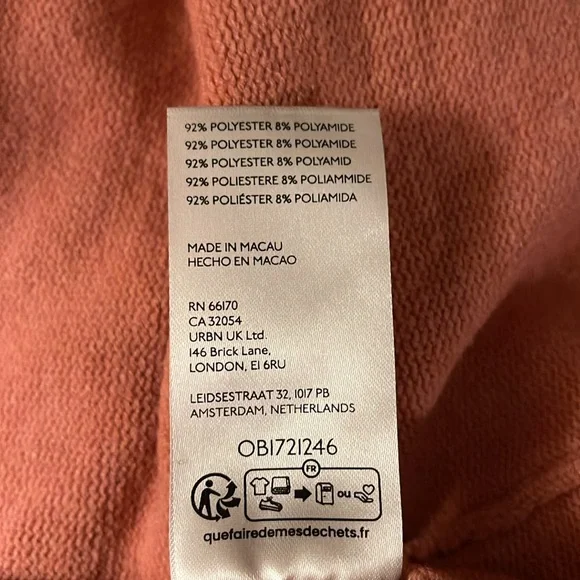 92% POLYESTER 8% POLYAMIDE
92% POLYESTER 8% POLYAMIDE
92% POLYESTER 8% POLYAMID
92% POLIESTERE 8% POLIAMMIDE
92% POLIÉSTER 8% POLIAMIDA
MADE IN MACAU
HECHO EN MACAO
RN 66170
CA 32054
URBN UK Ltd.
146 Brick Lane,
LONDON, E1 6RU
LEIDSESTRAAT 32, 1017 PB
AMSTERDAM, NETHERLANDS
OB1721246
FR
ou
quefairedemesdechets.fr